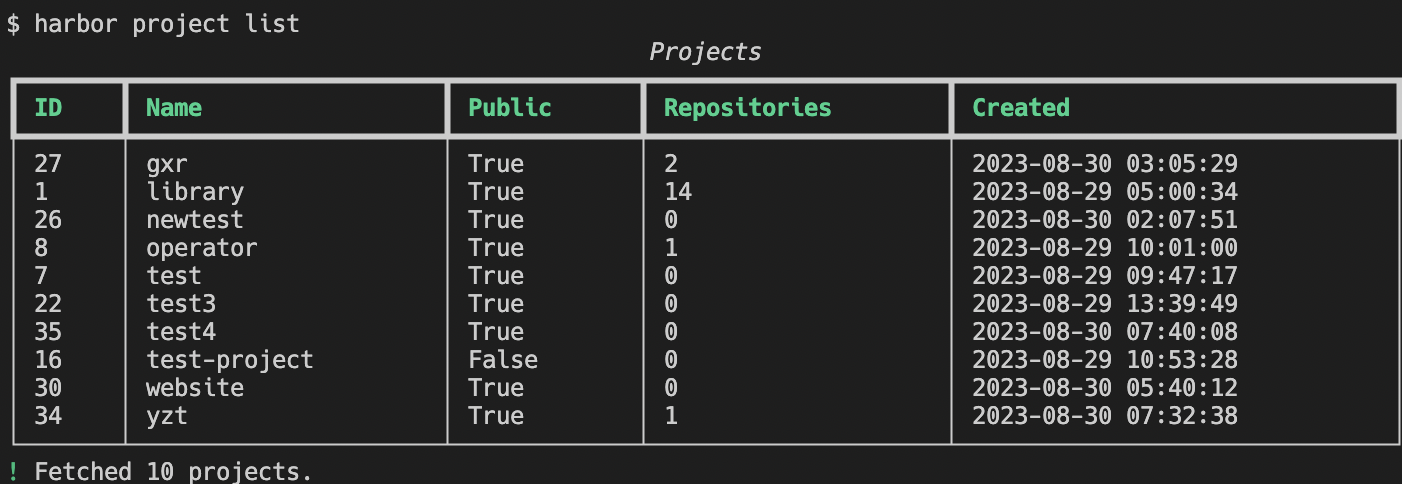 $ harbor project list
Projects
ID Name Public Repositories Created
27 gxr True 2 2023-08-30 03:05:29
1 library True 14 2023-08-29 05:00:34
26 newtest True 0 2023-08-30 02:07:51
8 operator True 1 2023-08-29 10:01:00
7 test True 0 2023-08-29 09:47:17
22 test3 True 0 2023-08-29 13:39:49
35 test4 True 0 2023-08-30 07:40:08
16 test-project False 0 2023-08-29 10:53:28
30 website True 0 2023-08-30 05:40:12
34 yzt True 1 2023-08-30 07:32:38
! Fetched 10 projects.